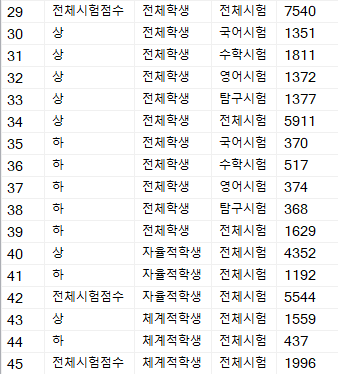 29 전체시험점수 전체학생 전체시험 7540
30 상 전체학생 국어시험 1351
31 상 전체학생 수학시험 1811
32 상 전체학생 영어시험 1372
33 상 전체학생 탐구시험 1377
34 상 전체학생 전체시험 5911
35 하 전체학생 국어시험 370
36 하 전체학생 수학시험 517
37 하 전체학생 영어시험 374
38 하 전체학생 탐구시험 368
39 하 전체학생 전체시험 1629
40 상 자율적학생 전체시험 4352
41 하 자율적학생 전체시험 1192
42 전체시험점수 자율적학생 전체시험 5544
43 상 체계적학생 전체시험 1559
44 하 체계적학생 전체시험 437
45 전체시험점수 체계적학생 전체시험 1996